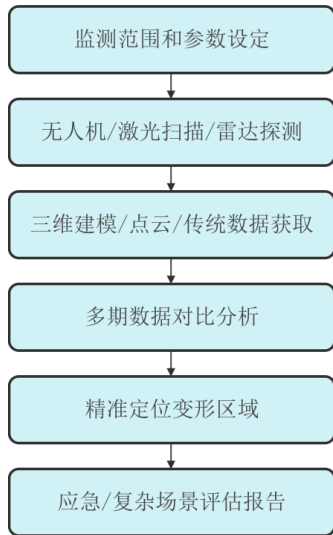 监测范围和参数设定
无人机/激光扫描/雷达探测
三维建模/点云/传统数据获取
多期数据对比分析
精准定位变形区域
应急/复杂场景评估报告